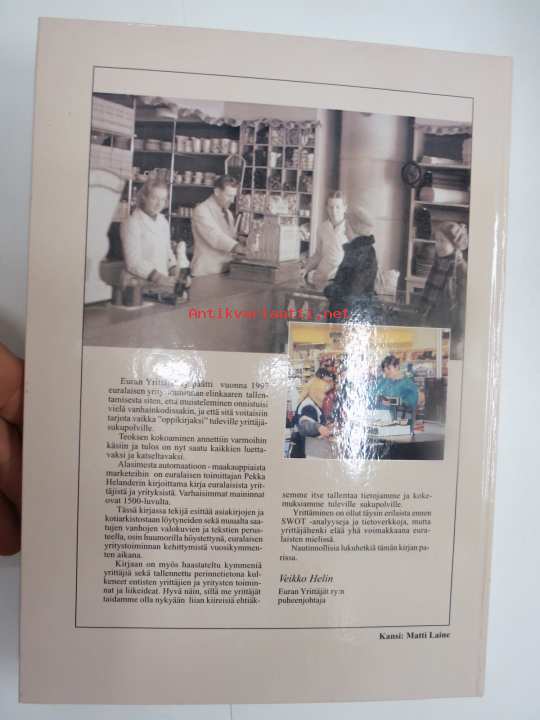 Antikvariaatti.net
Euran Yrittäjät ry päätti vuonna 1997
euralaisen yritystoiminnan elinkaaren tallen-
tamisesta siten, että muisteleminen onnistuisi
vielä vanhainkodissakin, ja että sitä voitaisiin
tarjota vaikka "oppikirjaksi" tuleville yrittäjä-
sukupolville.
Teoksen kokoaminen annettiin varmoihin
käsiin ja tulos on nyt saatu kaikkien luetta-
vaksi ja katseltavaksi.
Alasimesta automaatioon - maakauppiaista
marketeihin on euralaisen toimittajan Pekka
Helanderin kirjoittama kirja euralaisista yrit-
täjistä ja yrityksistä. Varhaisimmat maininnat
ovat 1500-luvulta.
Tässä kirjassa tekijä esittää asiakirjojen ja
kotiarkistostaan löytyneiden sekä muualta saa-
tujen vanhojen valokuvien ja tekstien perus-
teella, osin huumorilla höystettynä, euralaisen
yritystoiminnan kehittymistä vuosikymmen-
ten aikana.
Kirjaan on myös haastateltu kymmeniä
yrittäjiä sekä tallennettu perinnetietona kul-
keneet entisten yrittäjien ja yritysten toimin-
nat ja liikeideat. Hyvä näin, sillä me yrittäjät
taidamme olla nykyään liian kiireisiä ehtiäk-
semme itse tallentaa tietojamme ja koke-
muksiamme tuleville sukupolville.
Yrittäminen on ollut täysin erilaista ennen
SWOT -analyyseja ja tietoverkkoja, mutta
yrittäjähenki elää yhä voimakkaana eura-
laisten mielissä.
Nautinnollisia lukuhetkiä tämän kirjan pa-
rissa.
Veikko Helin
Euran Yrittäjät ry:n
puheenjohtaja
Kansi: Matti Laine